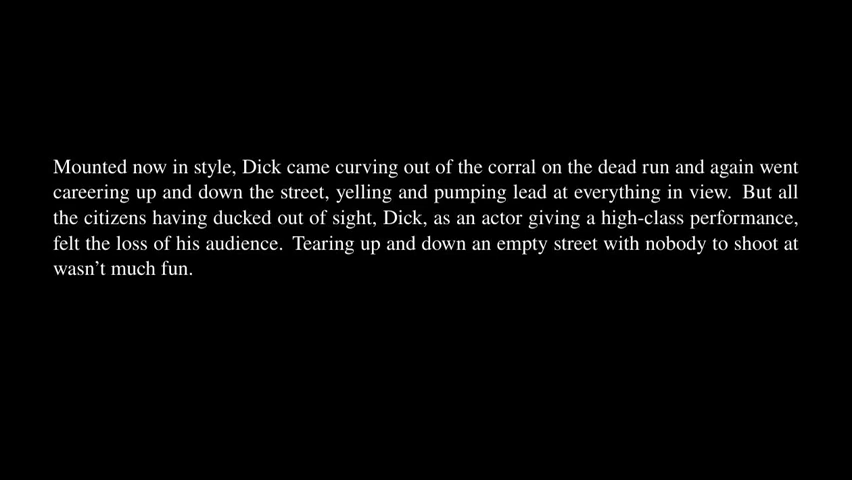 Mounted now in style, Dick came curving out of the corral on the dead run and again went
careering up and down the street, yelling and pumping lead at everything in view. But all
the citizens having ducked out of sight, Dick, as an actor giving a high-class performance,
felt the loss of his audience. Tearing up and down an empty street with nobody to shoot at
wasn't much fun.